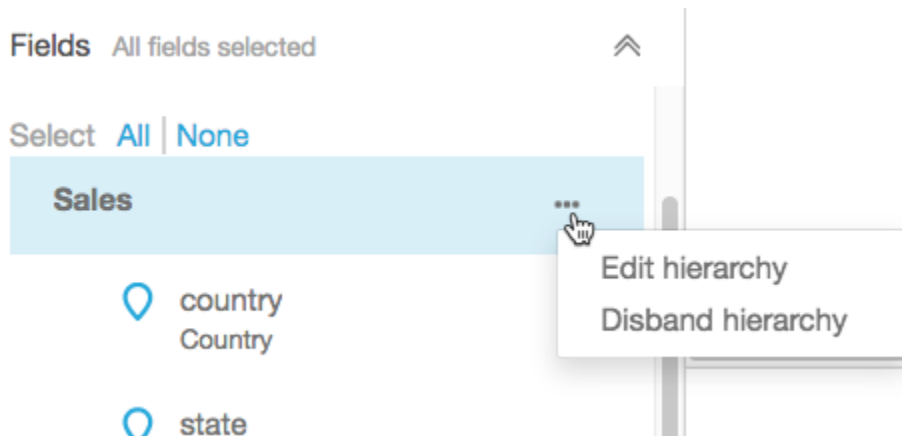 Fields All fields selected
Select All None
Sales
Edit hierarchy
Disband hierarchy
country
Country
state